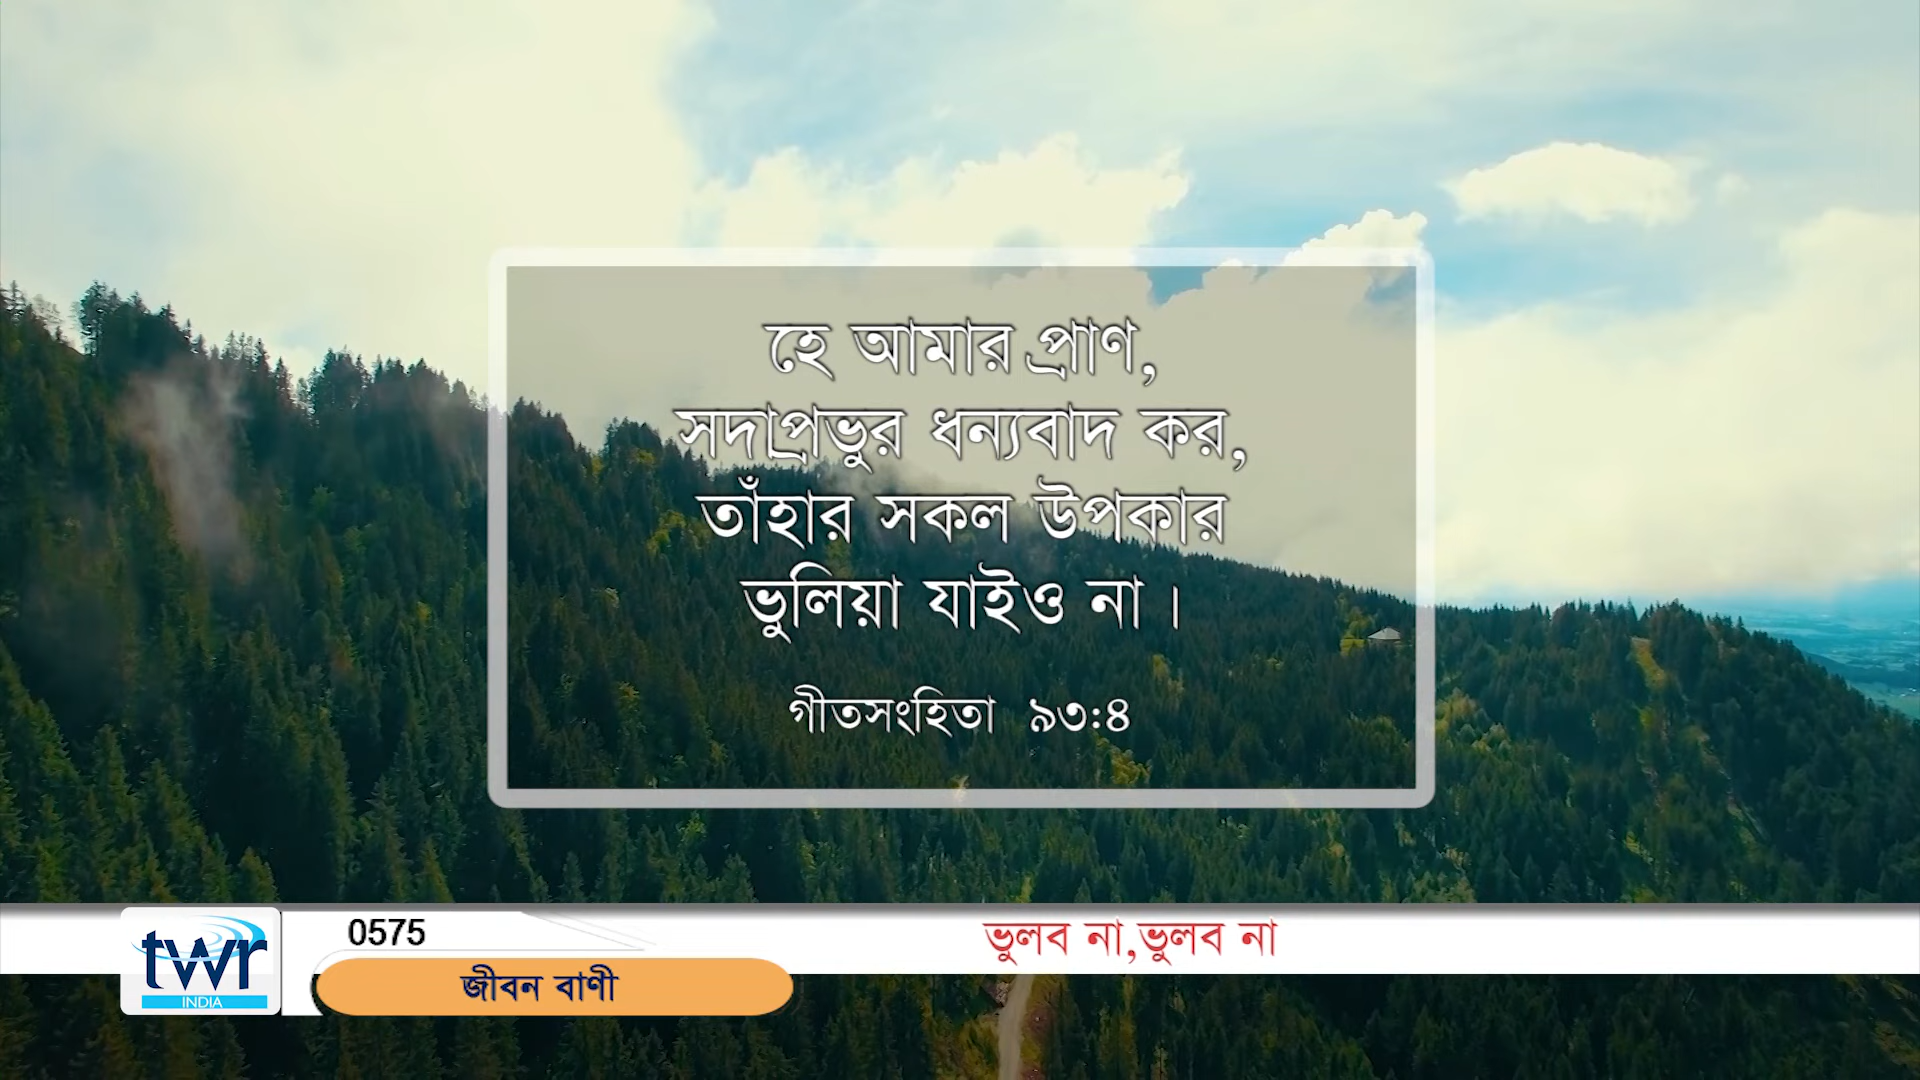 হে আমার প্রাণ,
সদাপ্রভুর ধন্যবাদ কর,
তাঁহার সকল উপকার
ভুলিয়া যাইও না।
গীতসংহিতা ৯৩:৪
twr
INDIA
0575
জীবন বাণী
ভুলব না,ভুলব না